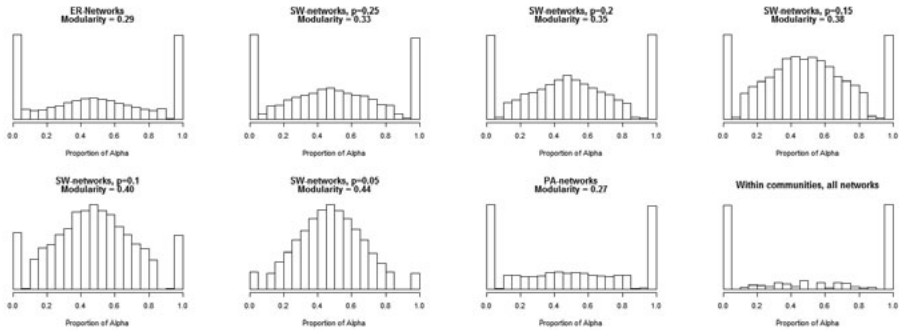 ER-Networks
Modularity = 0.29
0.0 0.2 0.4 0.6 0.8 1.0
Proportion of Alpha
SW-networks, p=0.25
Modularity = 0.33
0.0 0.2 0.4 0.6 0.8 1.0
Proportion of Alpha
SW-networks, p=0.2
Modularity = 0.35
0.0 0.2 0.4 0.6 0.8 1.0
Proportion of Alpha
SW-networks, p=0.15
Modularity = 0.38
0.0 0.2 0.4 0.6 0.8 1.0
Proportion of Alpha
SW-networks, p=0.1
Modularity = 0.40
0.0 0.2 0.4 0.6 0.8 1.0
Proportion of Alpha
SW-networks, p=0.05
Modularity = 0.44
0.0 0.2 0.4 0.6 0.8 1.0
Proportion of Alpha
PA-networks
Modularity = 0.27
0.0 0.2 0.4 0.6 0.8 1.0
Proportion of Alpha
Within communities, all networks
0.0 0.2 0.4 0.6 0.8 1.0
Proportion of Alpha